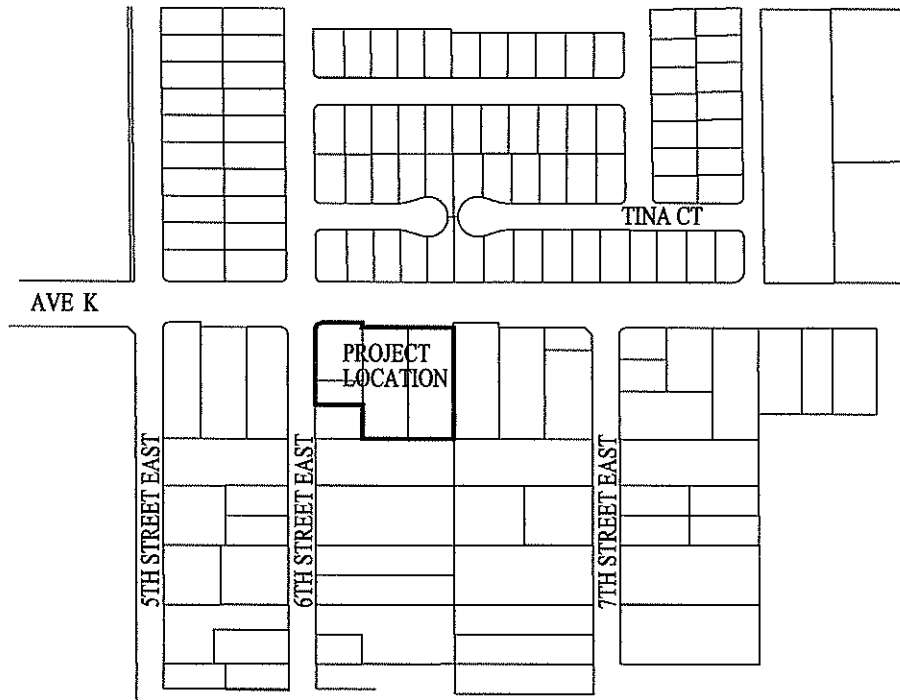 TINA CT
AVE K
PROJECT
LOCATION
5TH STREET EAST
6TH STREET EAST
7TH STREET EAST